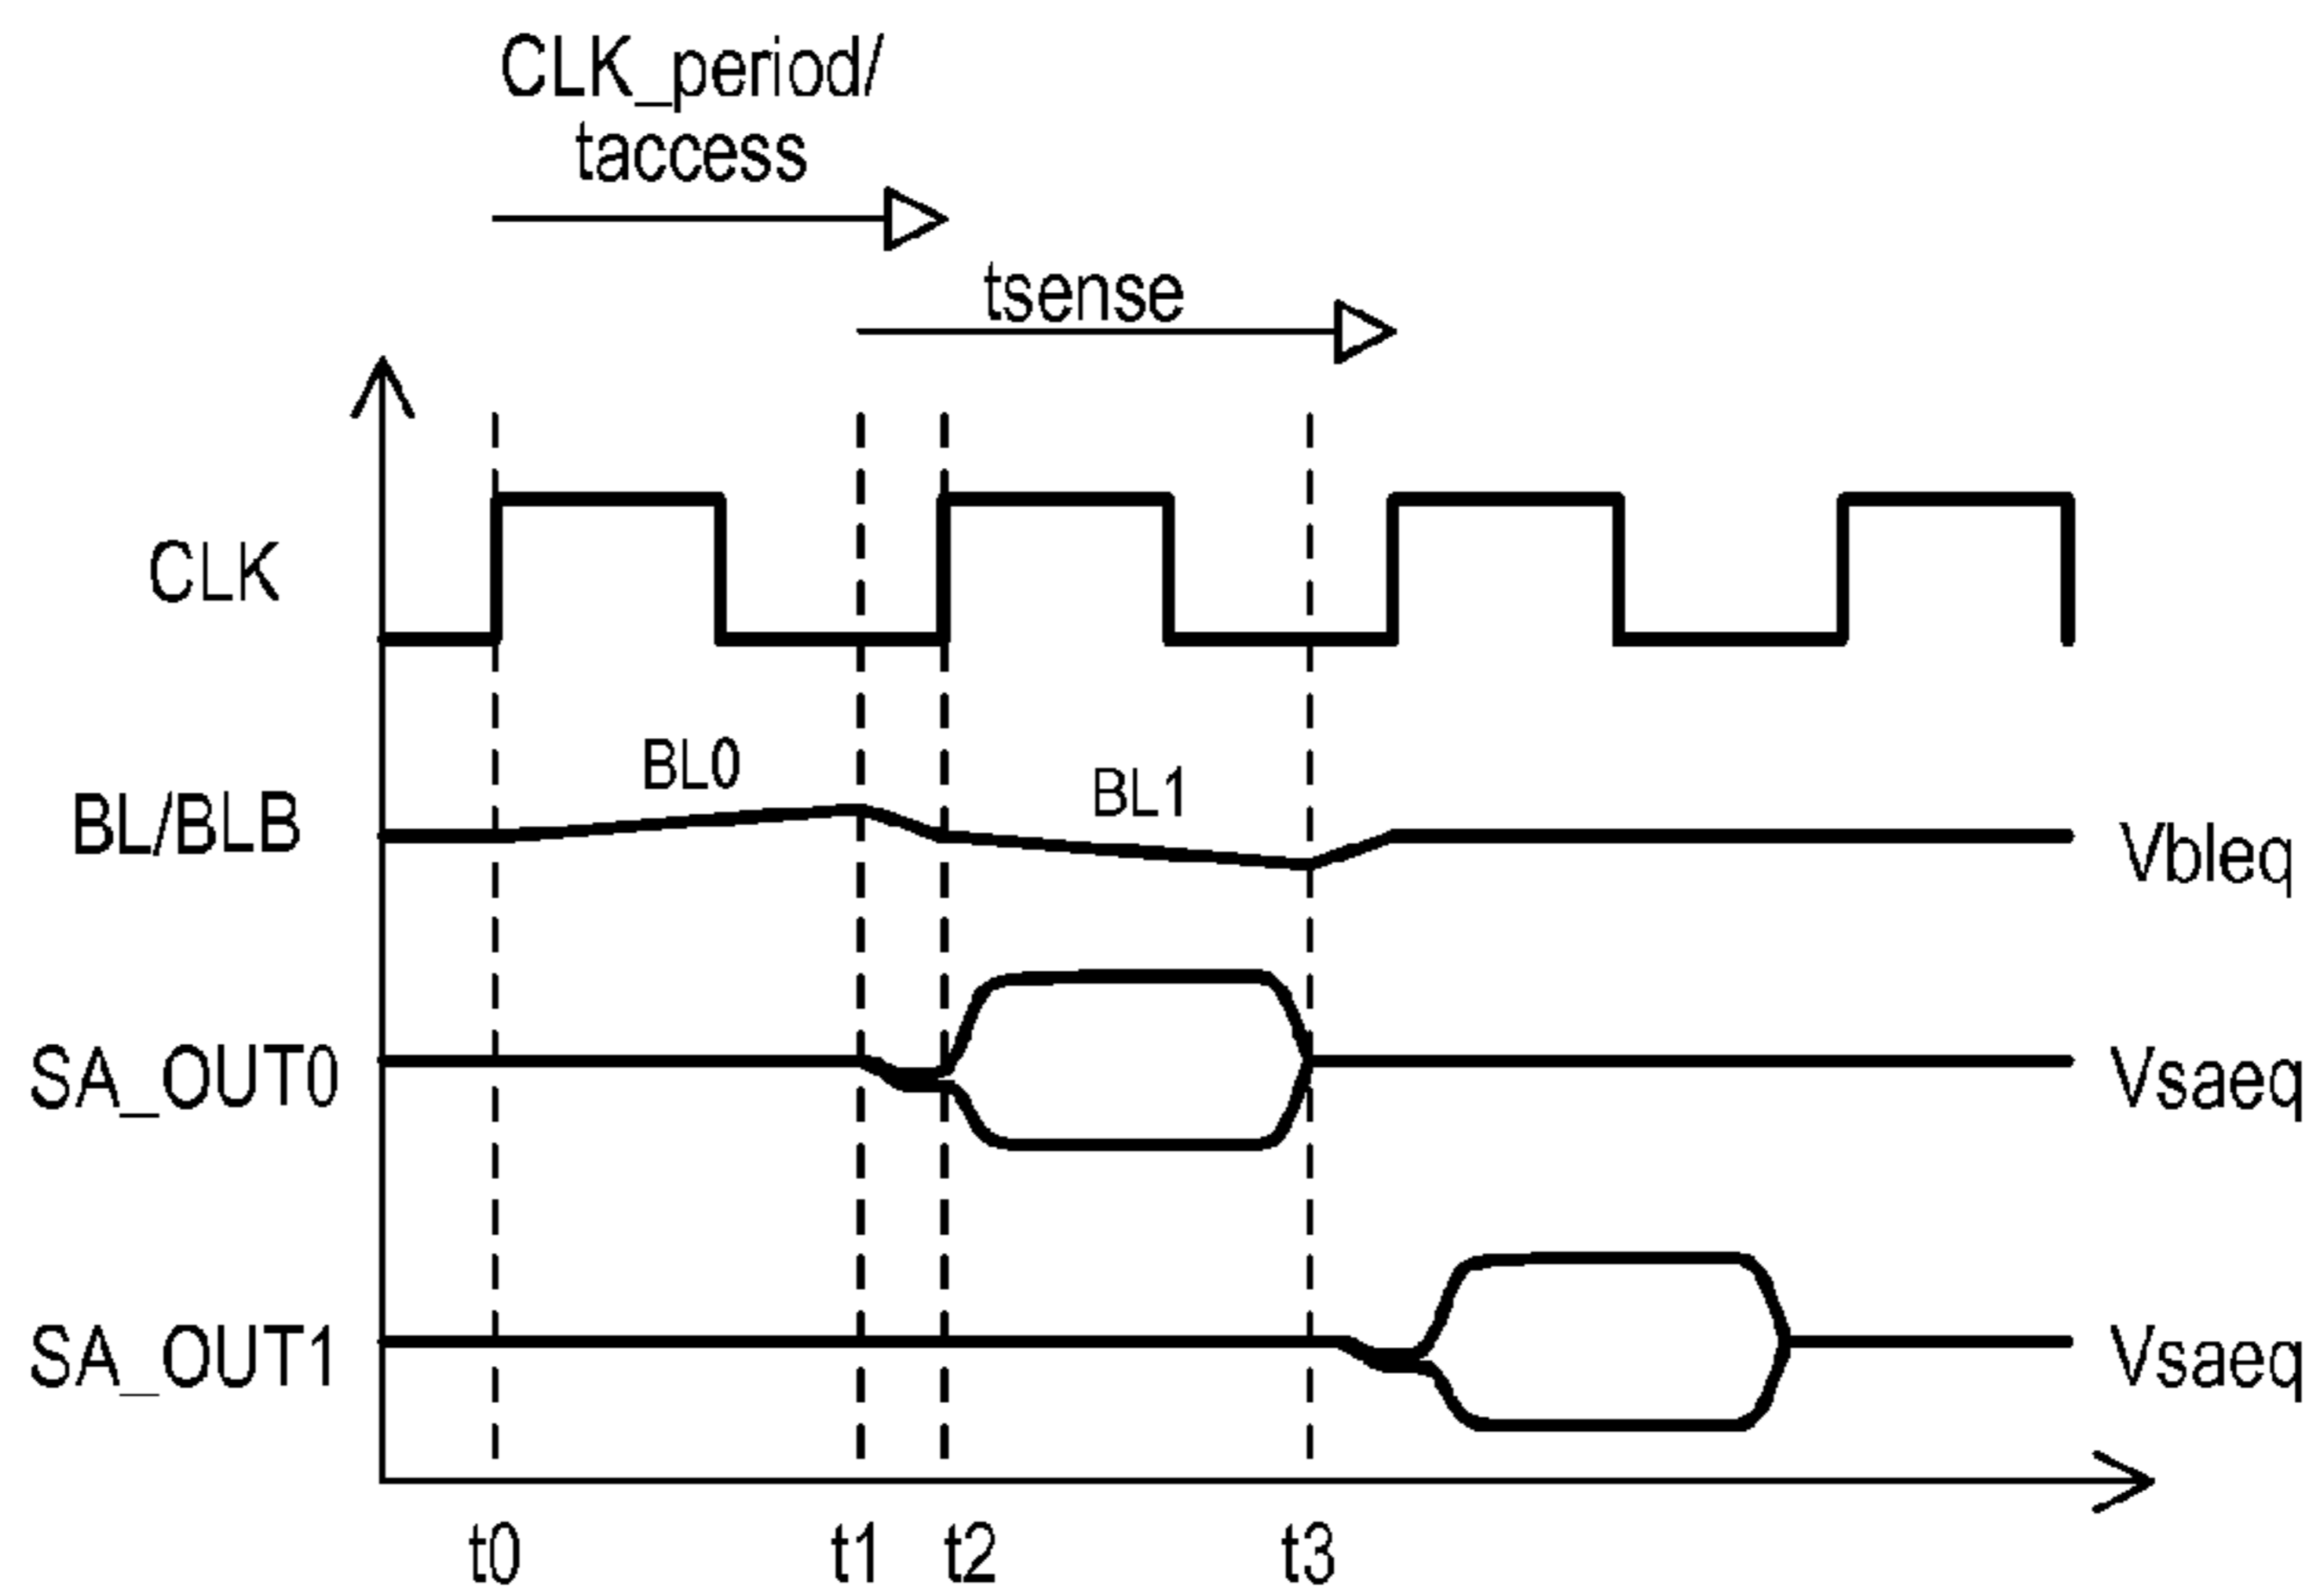 CLK_period/
taccess
tsense
CLK
BL0
BL1
BL/BLB
Vbleq
SA_OUT0
Vsaeq
SA_OUT1
Vsaeq
t0 t1 t2 t3